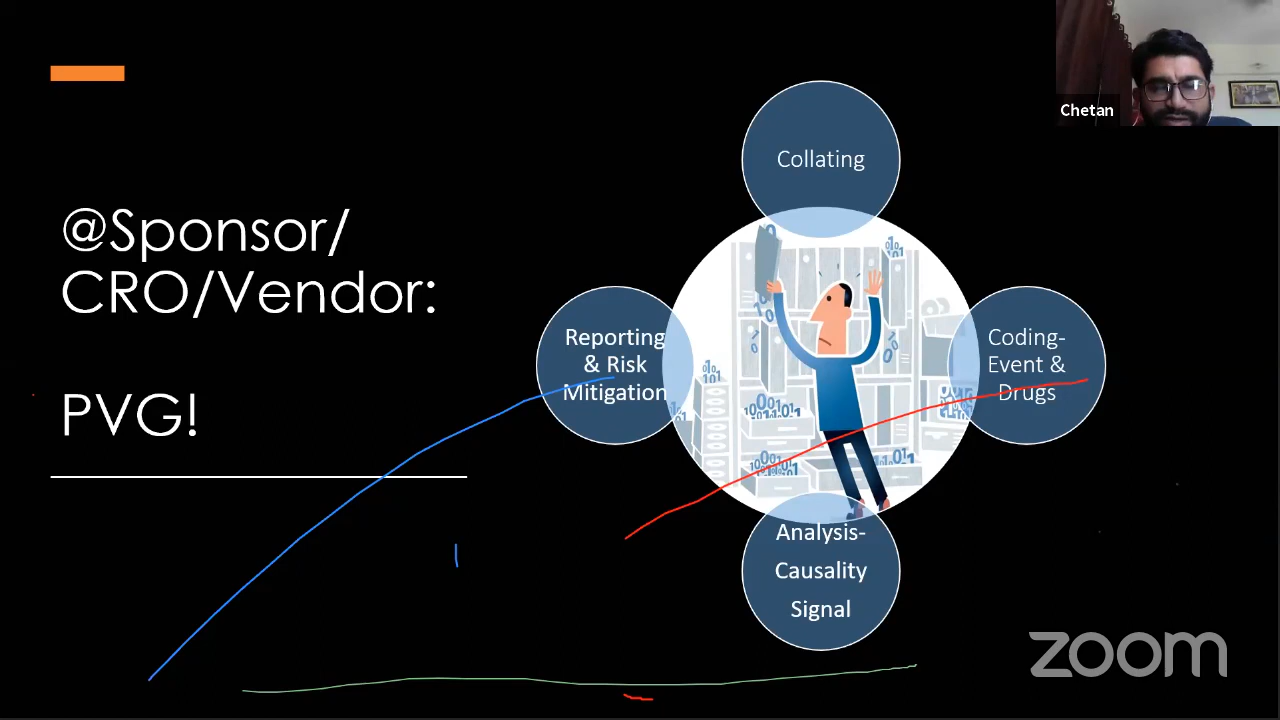 Chetan
@Sponsor/
CRO/Vendor:
PVG!
Collating
Reporting
& Risk
Mitigation
Coding-
Event &
Drugs
Analysis-
Causality
Signal
zoom